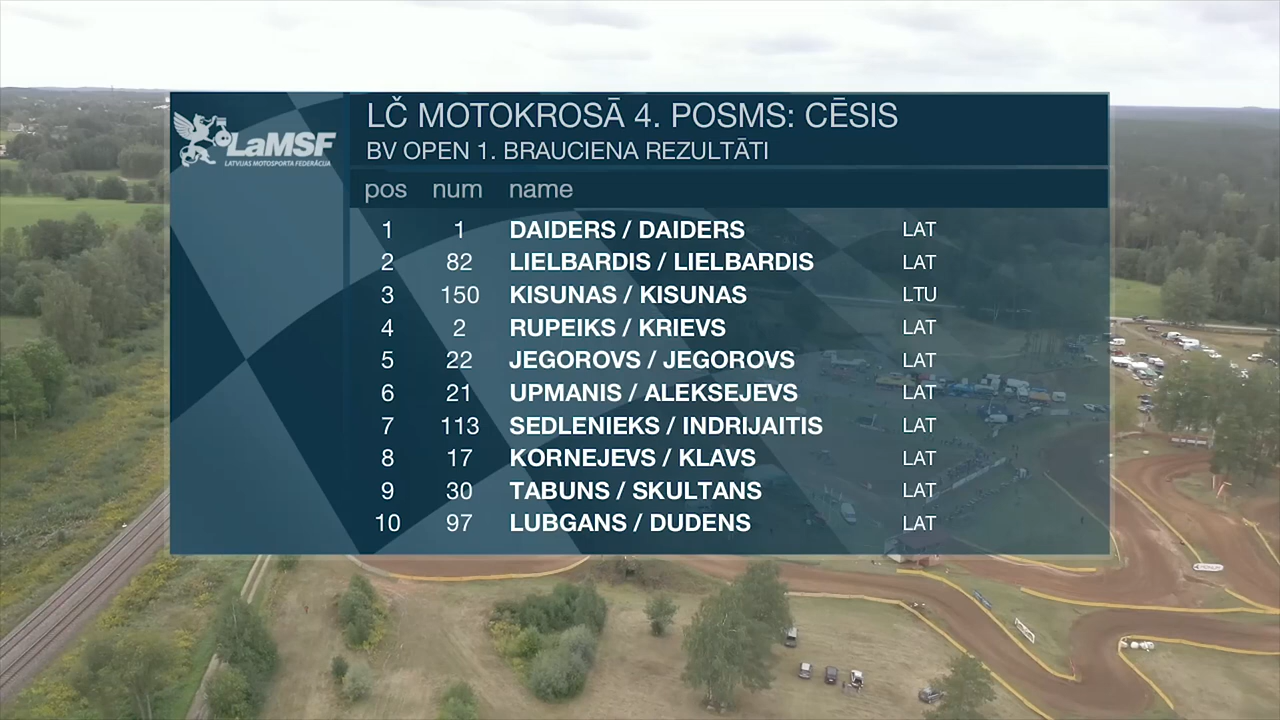 LaMSF
LATVIJAS MOTOSPORTA FEDERĀCIJA
LČ MOTOKROSĀ 4. POSMS: CĒSIS
BV OPEN 1. BRAUCIENA REZULTĀTI
pos num name
1 1 DAIDERS / DAIDERS LAT
2 82 LIELBARDIS / LIELBARDIS LAT
3 150 KISUNAS / KISUNAS LTU
4 2 RUPEIKS / KRIEVS LAT
5 22 JEGOROVS / JEGOROVS LAT
6 21 UPMANIS / ALEKSEJEVS LAT
7 113 SEDLENIEKS / INDRIJAITIS LAT
8 17 KORNEJEVS / KLAVS LAT
9 30 TABUNS / SKULTANS LAT
10 97 LUBGANS / DUDENS LAT